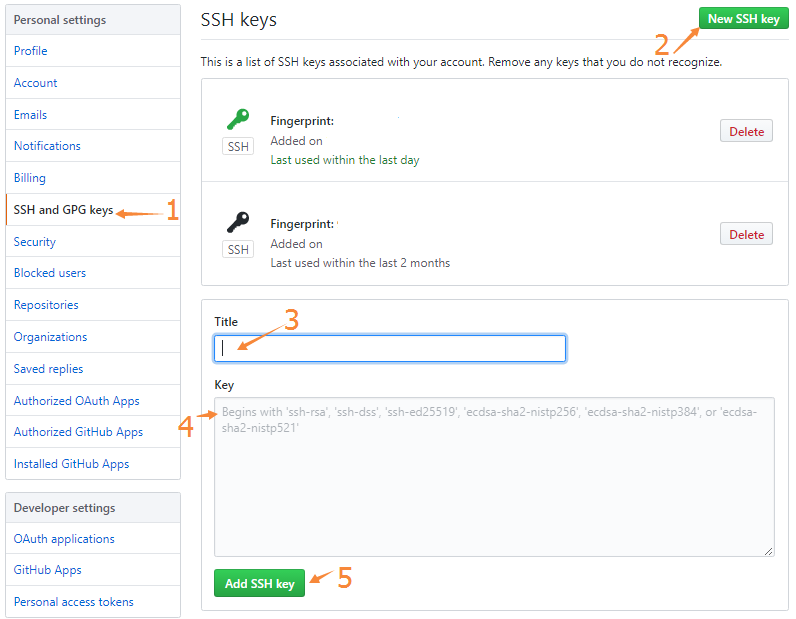 Personal settings
Profile
Account
Emails
Notifications
Billing
SSH and GPG keys
1
Security
Blocked users
Repositories
Organizations
Saved replies
Authorized OAuth Apps
Authorized GitHub Apps
Installed GitHub Apps
Developer settings
OAuth applications
GitHub Apps
Personal access tokens
SSH keys
New SSH key
2
This is a list of SSH keys associated with your account. Remove any keys that you do not recognize.
Fingerprint:
Added on
Last used within the last day
SSH
Delete
Fingerprint:
Added on
Last used within the last 2 months
SSH
Delete
Title
3
Key
4
Begins with 'ssh-rsa', 'ssh-dss', 'ssh-ed25519', 'ecdsa-sha2-nistp256', 'ecdsa-sha2-nistp384', or 'ecdsa-
sha2-nistp521'
Add SSH key
5